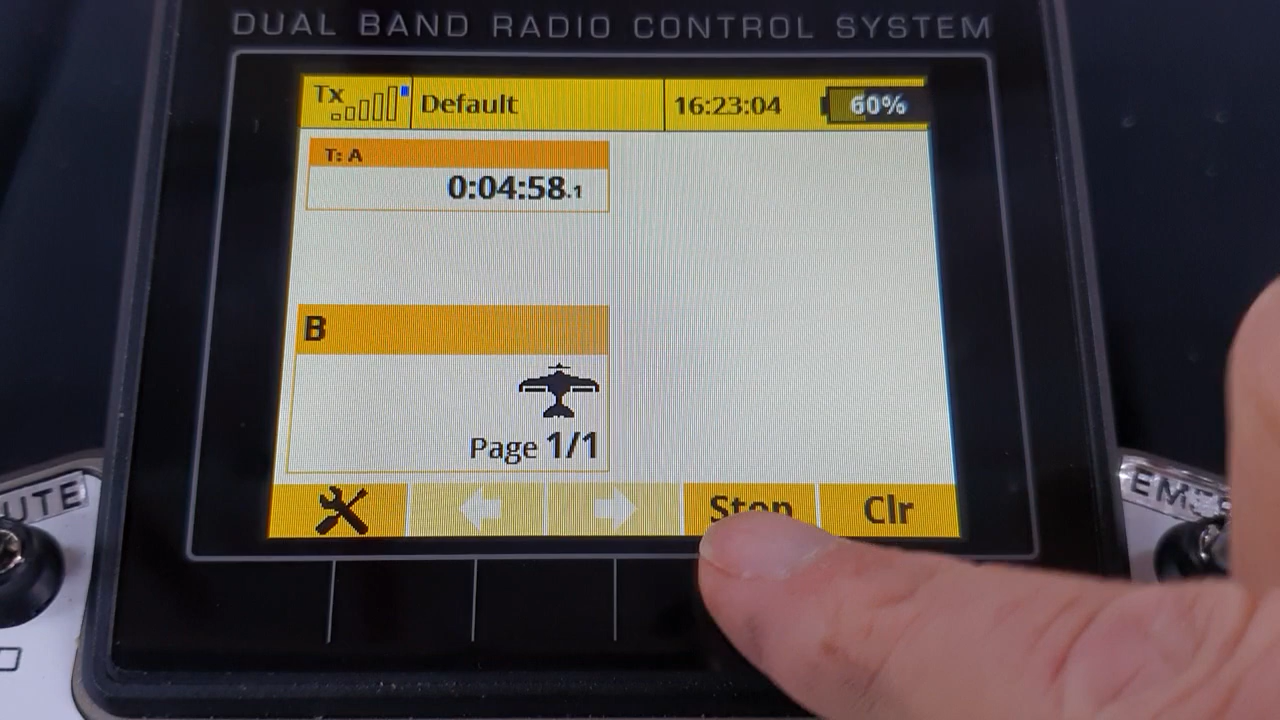 DUAL BAND RADIO CONTROL SYSTEM
Tx Default 16:23:04 60%
T: A
0:04:58.1
B
Page 1/1
Stop Clr
UTE
EME